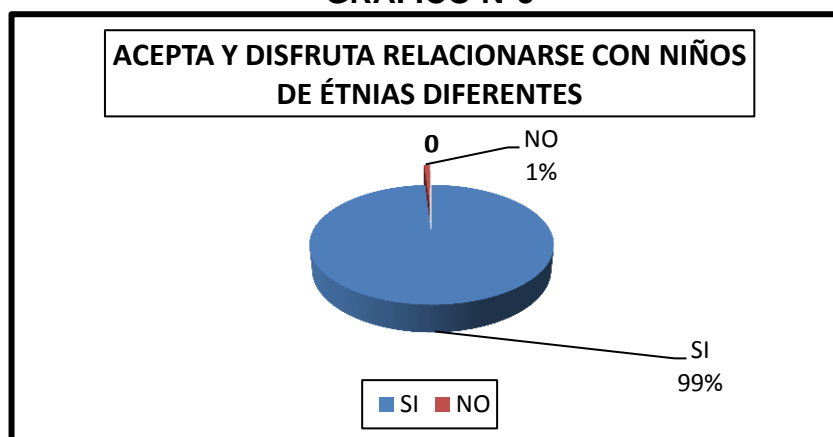 ACEPTA Y DISFRUTA RELACIONARSE CON NIÑOS
DE ÉTNIAS DIFERENTES
0
NO
1%
SI
99%
SI NO